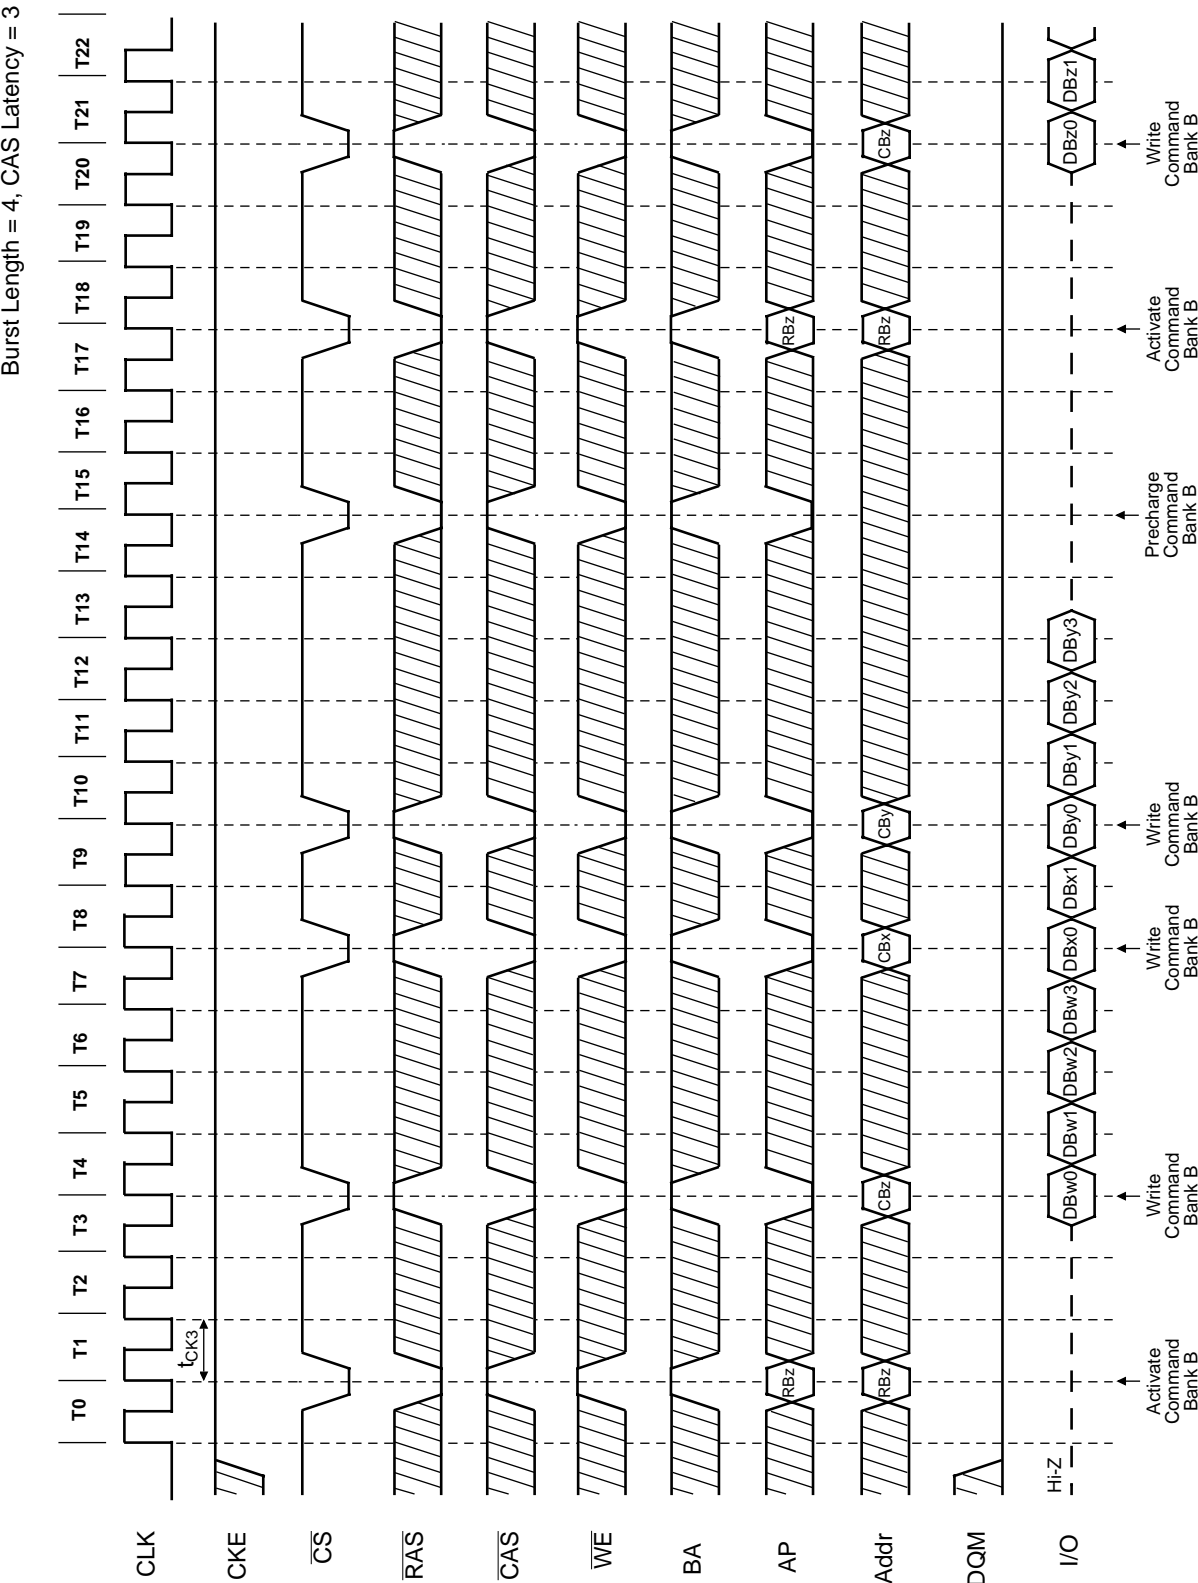 Burst Length = 4, CAS Latency = 3
T0 T1 T2 T3 T4 T5 T6 T7 T8 T9 T10 T11 T12 T13 T14 T15 T16 T17 T18 T19 T20 T21 T22
CLK
tCK3
CKE
CS
RAS
CAS
WE
BA
AP
RBz RBz
Addr
RBz CBz CBx CBy RBz CBz
DQM
I/O
Hi-Z
DBw0 DBw1 DBw2 DBw3 DBx0 DBx1 DBy0 DBy1 DBy2 DBy3 DBz0 DBz1
Activate
Command
Bank B
Write
Command
Bank B
Write
Command
Bank B
Write
Command
Bank B
Precharge
Command
Bank B
Activate
Command
Bank B
Write
Command
Bank B